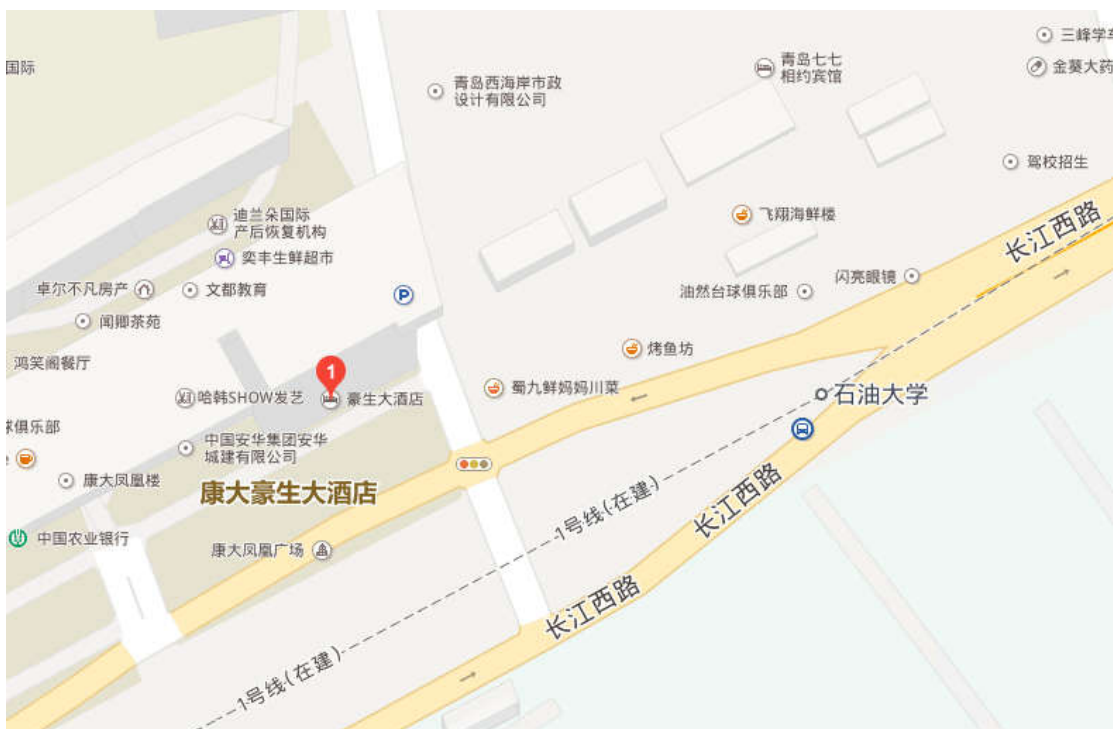 三峰学车
国际
青岛七七
相约宾馆
金葵大药
青岛西海岸市政
设计有限公司
驾校招生
迪兰朵国际
产后恢复机构
飞翔海鲜楼
长江西路
奕丰生鲜超市
卓尔不凡房产
文都教育
P
油然台球俱乐部
闪亮眼镜
闻卿茶苑
烤鱼坊
鸿笑阁餐厅
1
蜀九鲜妈妈川菜
石油大学
哈韩SHOW发艺
豪生大酒店
球俱乐部
中国安华集团安华
城建有限公司
康大凤凰楼
康大豪生大酒店
1号线(在建)
长江西路
中国农业银行
康大凤凰广场
长江西路
1号线(在建)